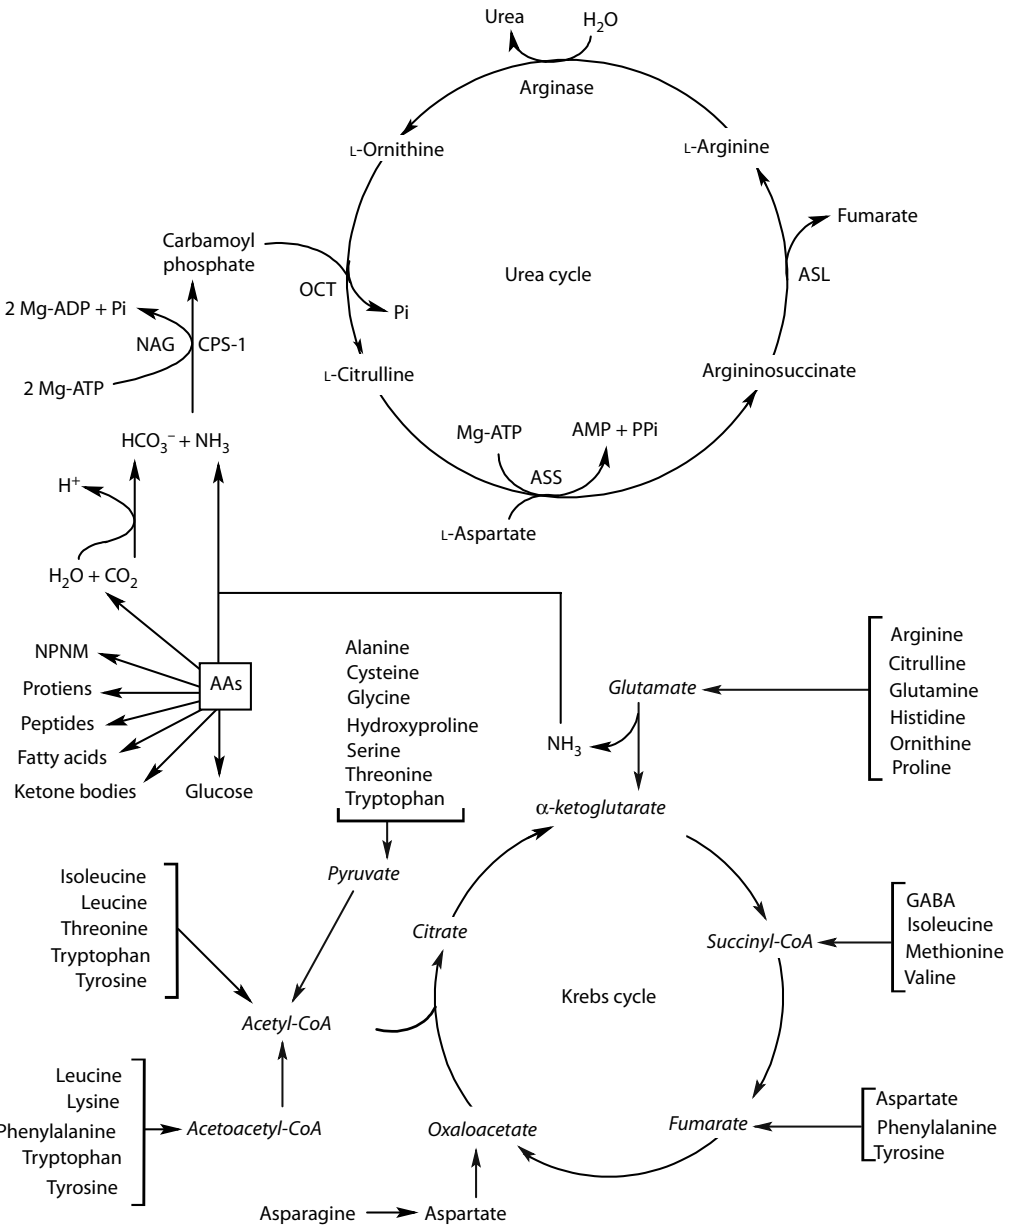 Urea
H₂O
Arginase
L-Ornithine
L-Arginine
Fumarate
Carbamoyl
phosphate
Urea cycle
ASL
OCT
Pi
2 Mg-ADP + Pi
NAG
CPS-1
L-Citrulline
Argininosuccinate
2 Mg-ATP
Mg-ATP
AMP + PPi
HCO₃⁻ + NH₃
ASS
H⁺
L-Aspartate
H₂O + CO₂
NPNM
AAs
Protiens
Peptides
Fatty acids
Ketone bodies
Glucose
Alanine
Cysteine
Glycine
Hydroxyproline
Serine
Threonine
Tryptophan
Glutamate
Arginine
Citrulline
Glutamine
Histidine
Ornithine
Proline
NH₃
α-ketoglutarate
Pyruvate
Isoleucine
Leucine
Threonine
Tryptophan
Tyrosine
Citrate
Succinyl-CoA
GABA
Isoleucine
Methionine
Valine
Krebs cycle
Acetyl-CoA
Leucine
Lysine
Phenylalanine
Tryptophan
Tyrosine
Acetoacetyl-CoA
Oxaloacetate
Fumarate
Aspartate
Phenylalanine
Tyrosine
Asparagine
Aspartate